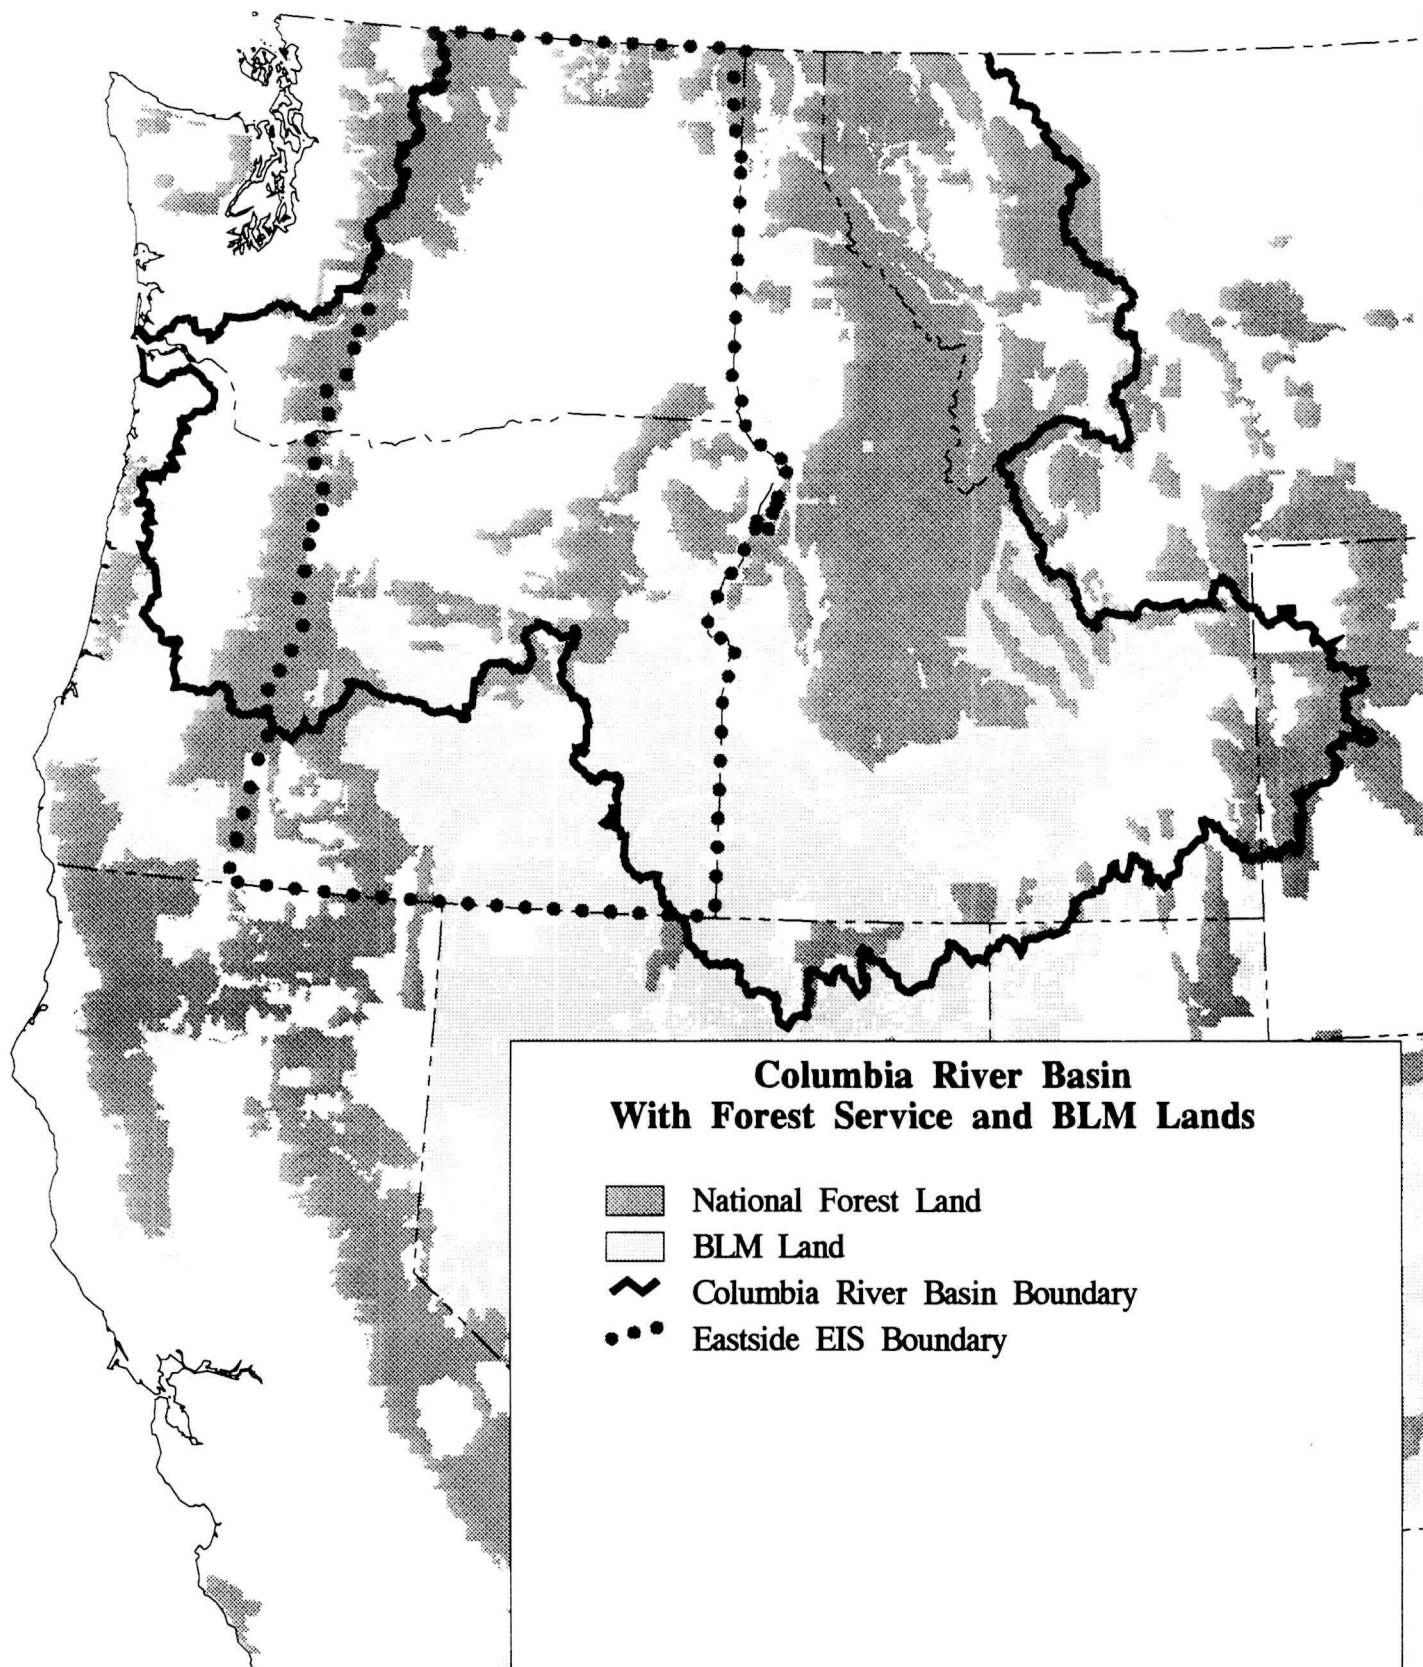 Columbia River Basin
With Forest Service and BLM Lands
National Forest Land
BLM Land
Columbia River Basin Boundary
Eastside EIS Boundary